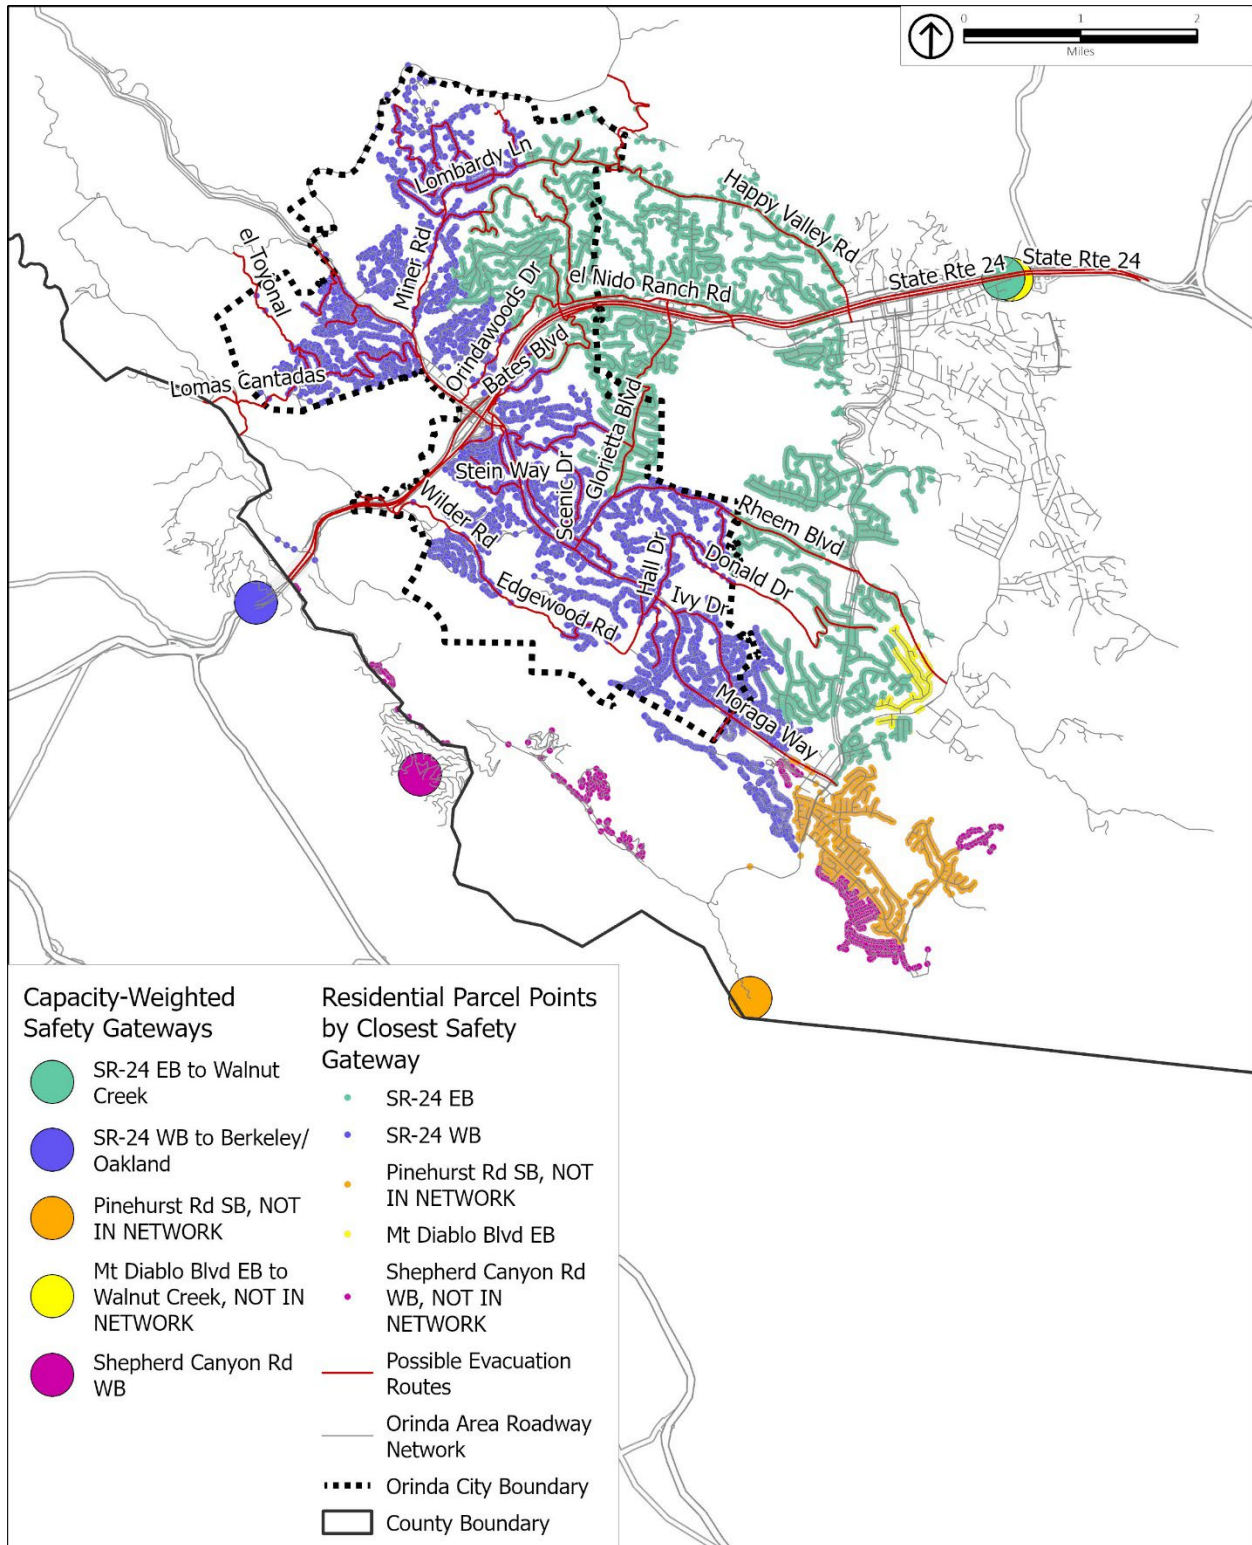 0 1 2
Miles
Lombardy Ln
Happy Valley Rd
el Toyonal
Miner Rd
State Rte 24
State Rte 24
el Nido Ranch Rd
Orindawoods Dr
Bates Blvd
Lomas Cantadas
Glorietta Blvd
Stein Way
Scenic Dr
Wilder Rd
Rheem Blvd
Hall Dr
Donald Dr
Edgewood Rd
Ivy Dr
Moraga Way
Capacity-Weighted
Safety Gateways
SR-24 EB to Walnut
Creek
SR-24 WB to Berkeley/
Oakland
Pinehurst Rd SB, NOT
IN NETWORK
Mt Diablo Blvd EB to
Walnut Creek, NOT IN
NETWORK
Shepherd Canyon Rd
WB
Residential Parcel Points
by Closest Safety
Gateway
SR-24 EB
SR-24 WB
Pinehurst Rd SB, NOT
IN NETWORK
Mt Diablo Blvd EB
Shepherd Canyon Rd
WB, NOT IN
NETWORK
Possible Evacuation
Routes
Orinda Area Roadway
Network
Orinda City Boundary
County Boundary